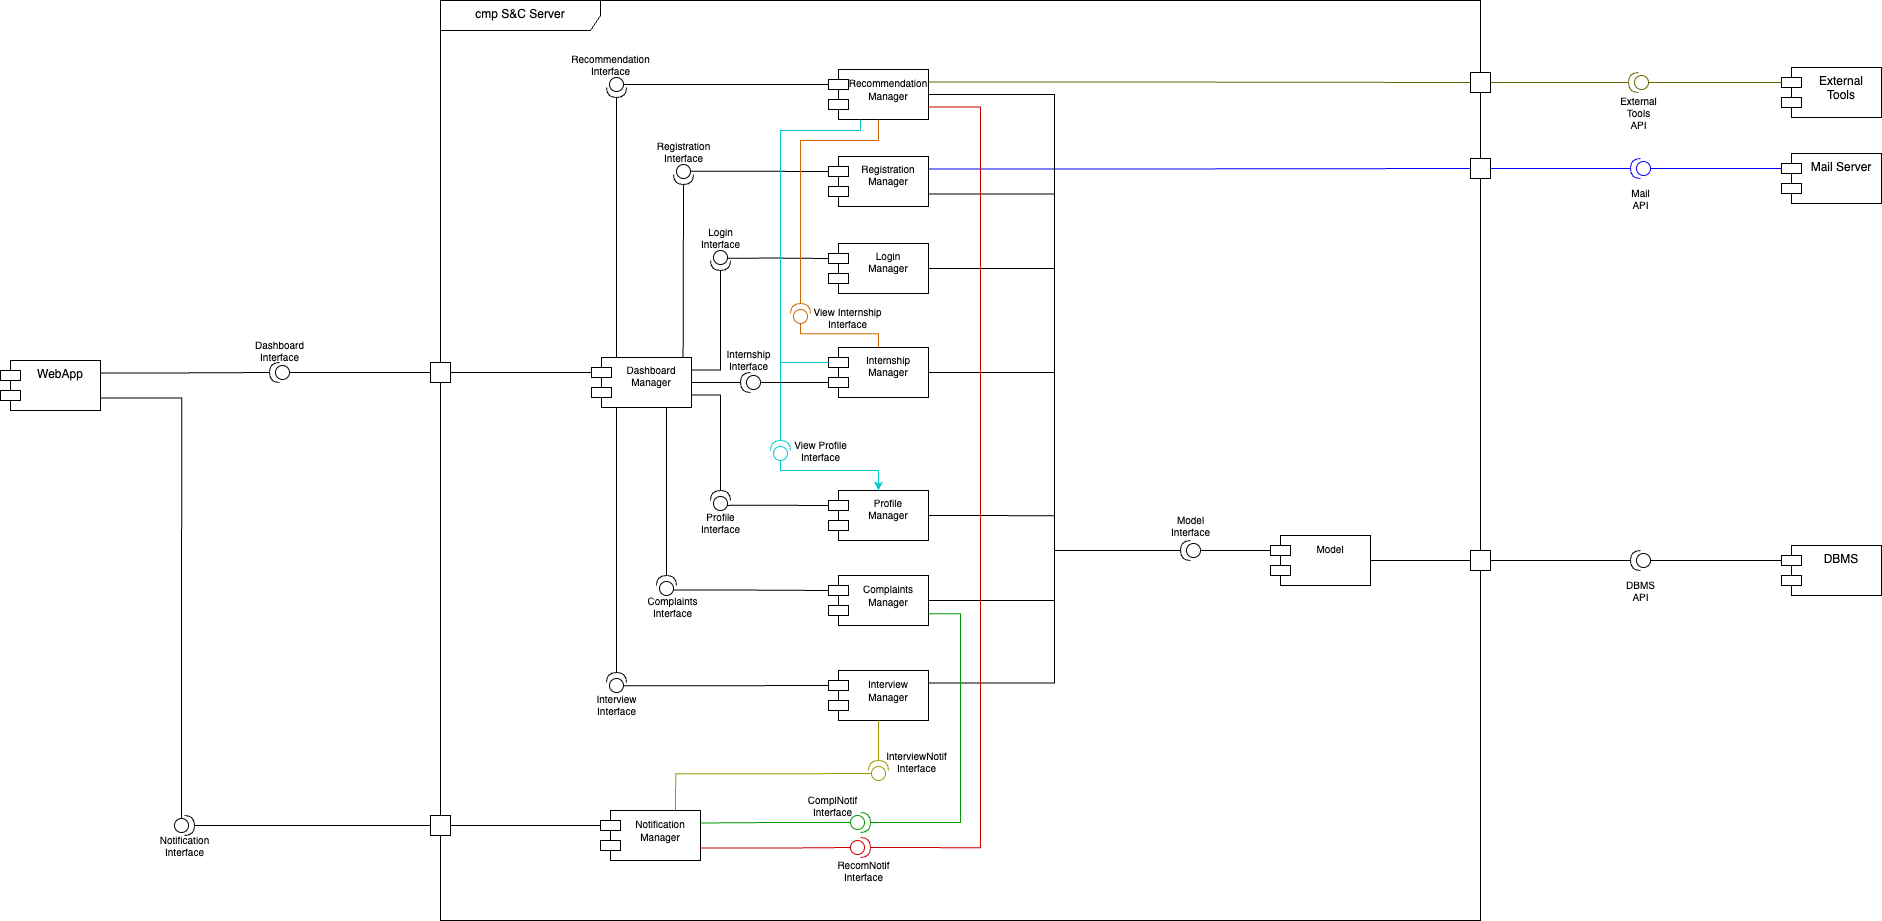 cmp S&C Server
Recommendation
Interface
Recommendation
Manager
External
Tools
External
Tools
API
Registration
Interface
Registration
Manager
Mail Server
Mail
API
Login
Interface
Login
Manager
View Internship
Interface
Dashboard
Interface
WebApp
Dashboard
Manager
Internship
Interface
Internship
Manager
View Profile
Interface
Profile
Interface
Profile
Manager
Model
Interface
Model
DBMS
DBMS
API
Complaints
Interface
Complaints
Manager
Interview
Interface
Interview
Manager
InterviewNotif
Interface
ComplNotif
Interface
Notification
Interface
Notification
Manager
RecomNotif
Interface